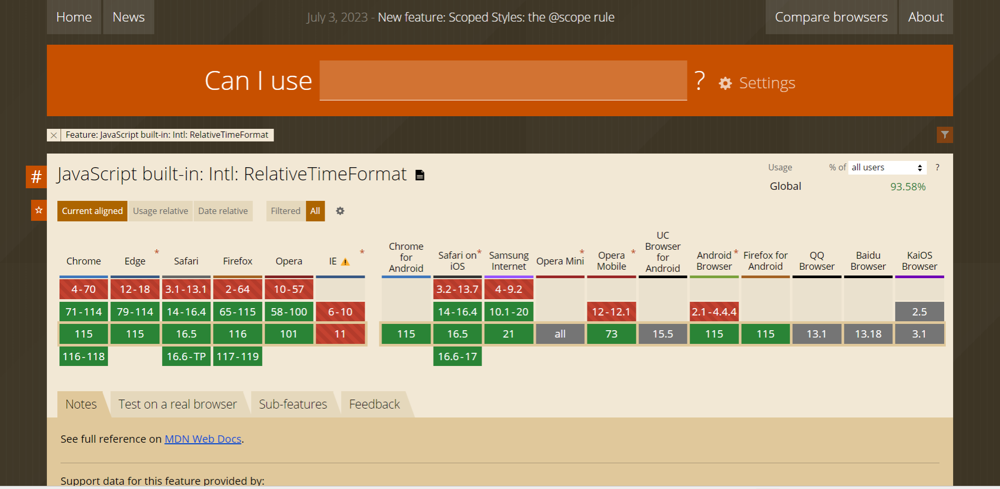 Home News July 3, 2023 - New feature: Scoped Styles: the @scope rule Compare browsers About
Can I use ? Settings
× Feature: JavaScript built-in: Intl: RelativeTimeFormat
# JavaScript built-in: Intl: RelativeTimeFormat
Usage % of all users ?
Global 93.58%
Current aligned Usage relative Date relative Filtered All
Chrome Edge * Safari Firefox Opera IE *
Chrome for Android Safari on iOS * Samsung Internet Opera Mini * Opera Mobile * UC Browser for Android Android Browser * Firefox for Android QQ Browser Baidu Browser KaiOS Browser
4-70 12-18 3.1-13.1 2-64 10-57 3.2-13.7 4-9.2
71-114 79-114 14-16.4 65-115 58-100 6-10 14-16.4 10.1-20 12-12.1 2.1-4.4.4 2.5
115 115 16.5 116 101 11 115 16.5 21 all 73 15.5 115 115 13.1 13.18 3.1
116-118 16.6-TP 117-119 16.6-17
Notes Test on a real browser Sub-features Feedback
See full reference on MDN Web Docs.
Support data for this feature provided by: